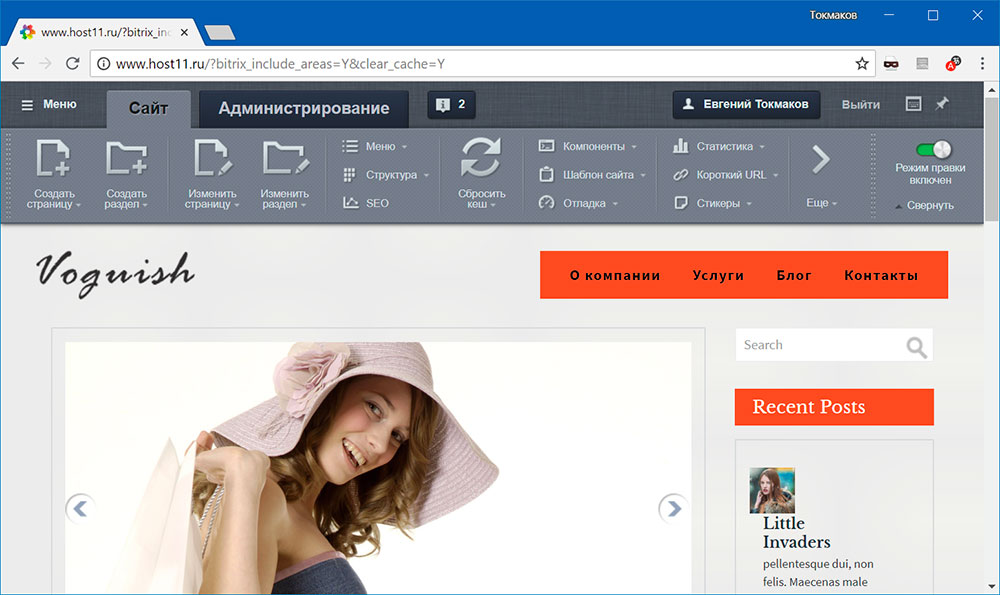 Токмаков
www.host11.ru/?bitrix_inc
www.host11.ru/?bitrix_include_areas=Y&clear_cache=Y
Меню
Сайт
Администрирование
2
Евгений Токмаков
Выйти
Создать
страницу
Создать
раздел
Изменить
страницу
Изменить
раздел
Меню
Структура
SEO
Сбросить
кеш
Компоненты
Шаблон сайта
Отладка
Статистика
Короткий URL
Стикеры
Еще
Режим правки
включен
Свернуть
Voguish
О компании Услуги Блог Контакты
Search
Recent Posts
Little
Invaders
pellentesque dui, non
felis. Maecenas male